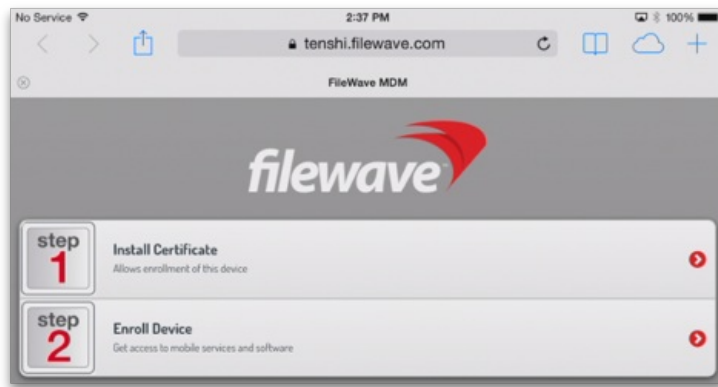 No Service 2:37 PM 100%
tenshi.filewave.com
FileWave MDM
filewave™
step 1
Install Certificate
Allows enrollment of this device
step 2
Enroll Device
Get access to mobile services and software